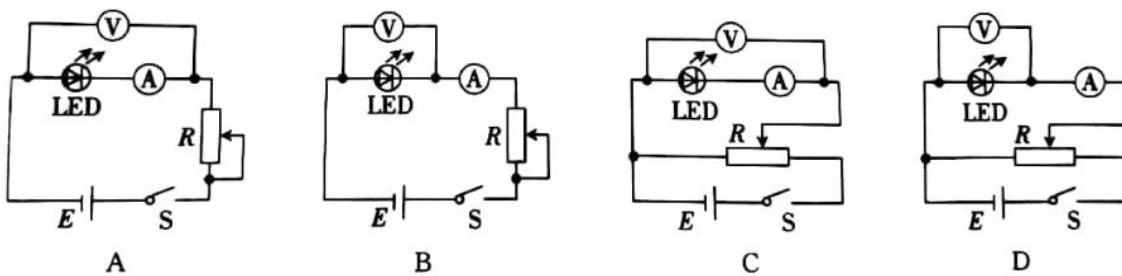 V V V V
LED A LED A LED A LED A
R R R R
E S E S E S E S
A B C D